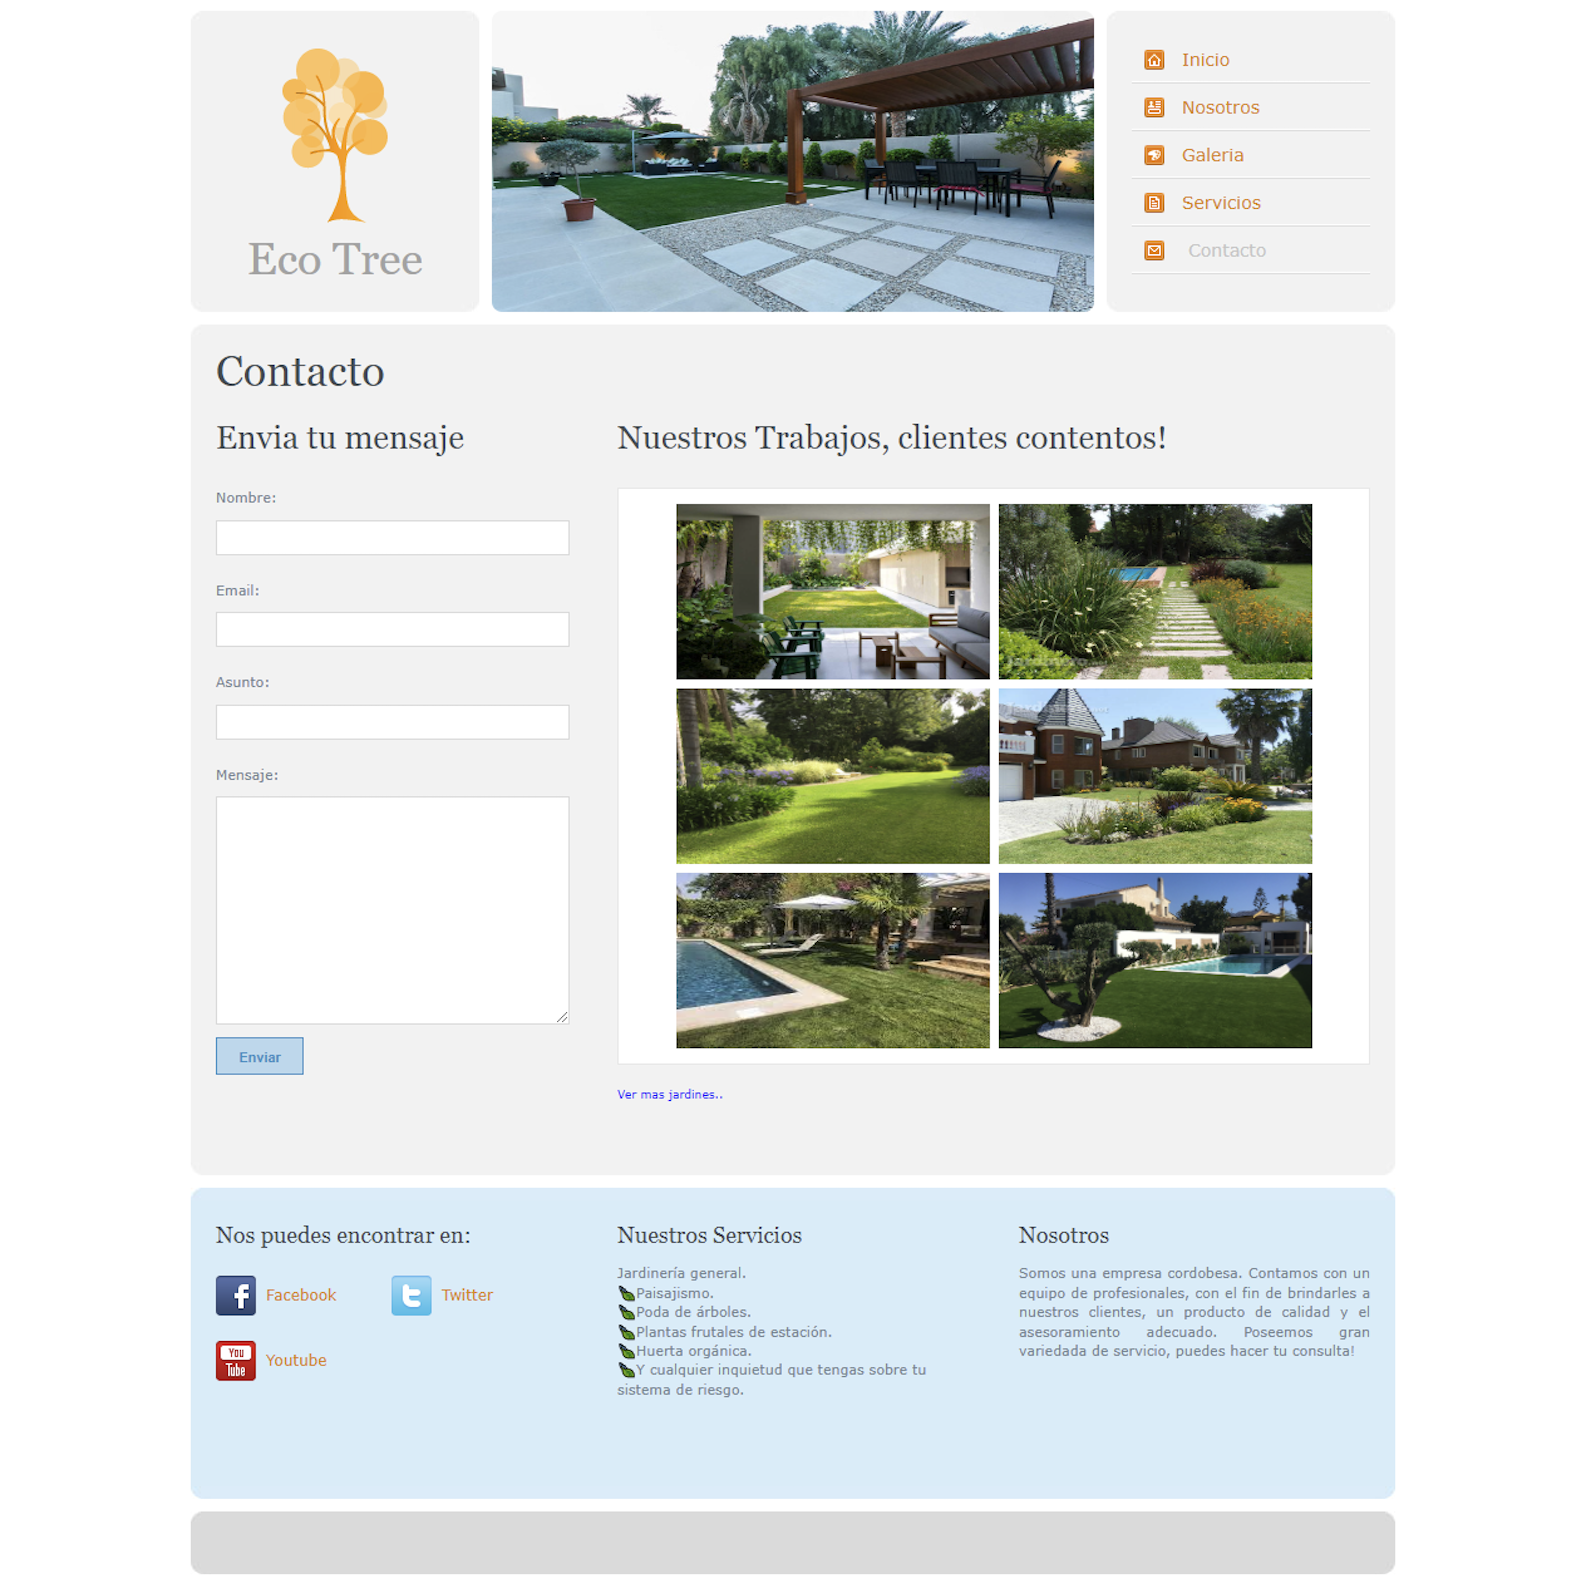 Eco Tree
Inicio
Nosotros
Galeria
Servicios
Contacto
Contacto
Envia tu mensaje
Nombre:
Email:
Asunto:
Mensaje:
Enviar
Nuestros Trabajos, clientes contentos!
Ver mas jardines..
Nos puedes encontrar en:
Facebook
Twitter
You
Tube
Youtube
Nuestros Servicios
Jardinería general.
Paisajismo.
Poda de árboles.
Plantas frutales de estación.
Huerta orgánica.
Y cualquier inquietud que tengas sobre tu
sistema de riesgo.
Nosotros
Somos una empresa cordobesa. Contamos con un
equipo de profesionales, con el fin de brindarles a
nuestros clientes, un producto de calidad y el
asesoramiento adecuado. Poseemos gran
variedada de servicio, puedes hacer tu consulta!